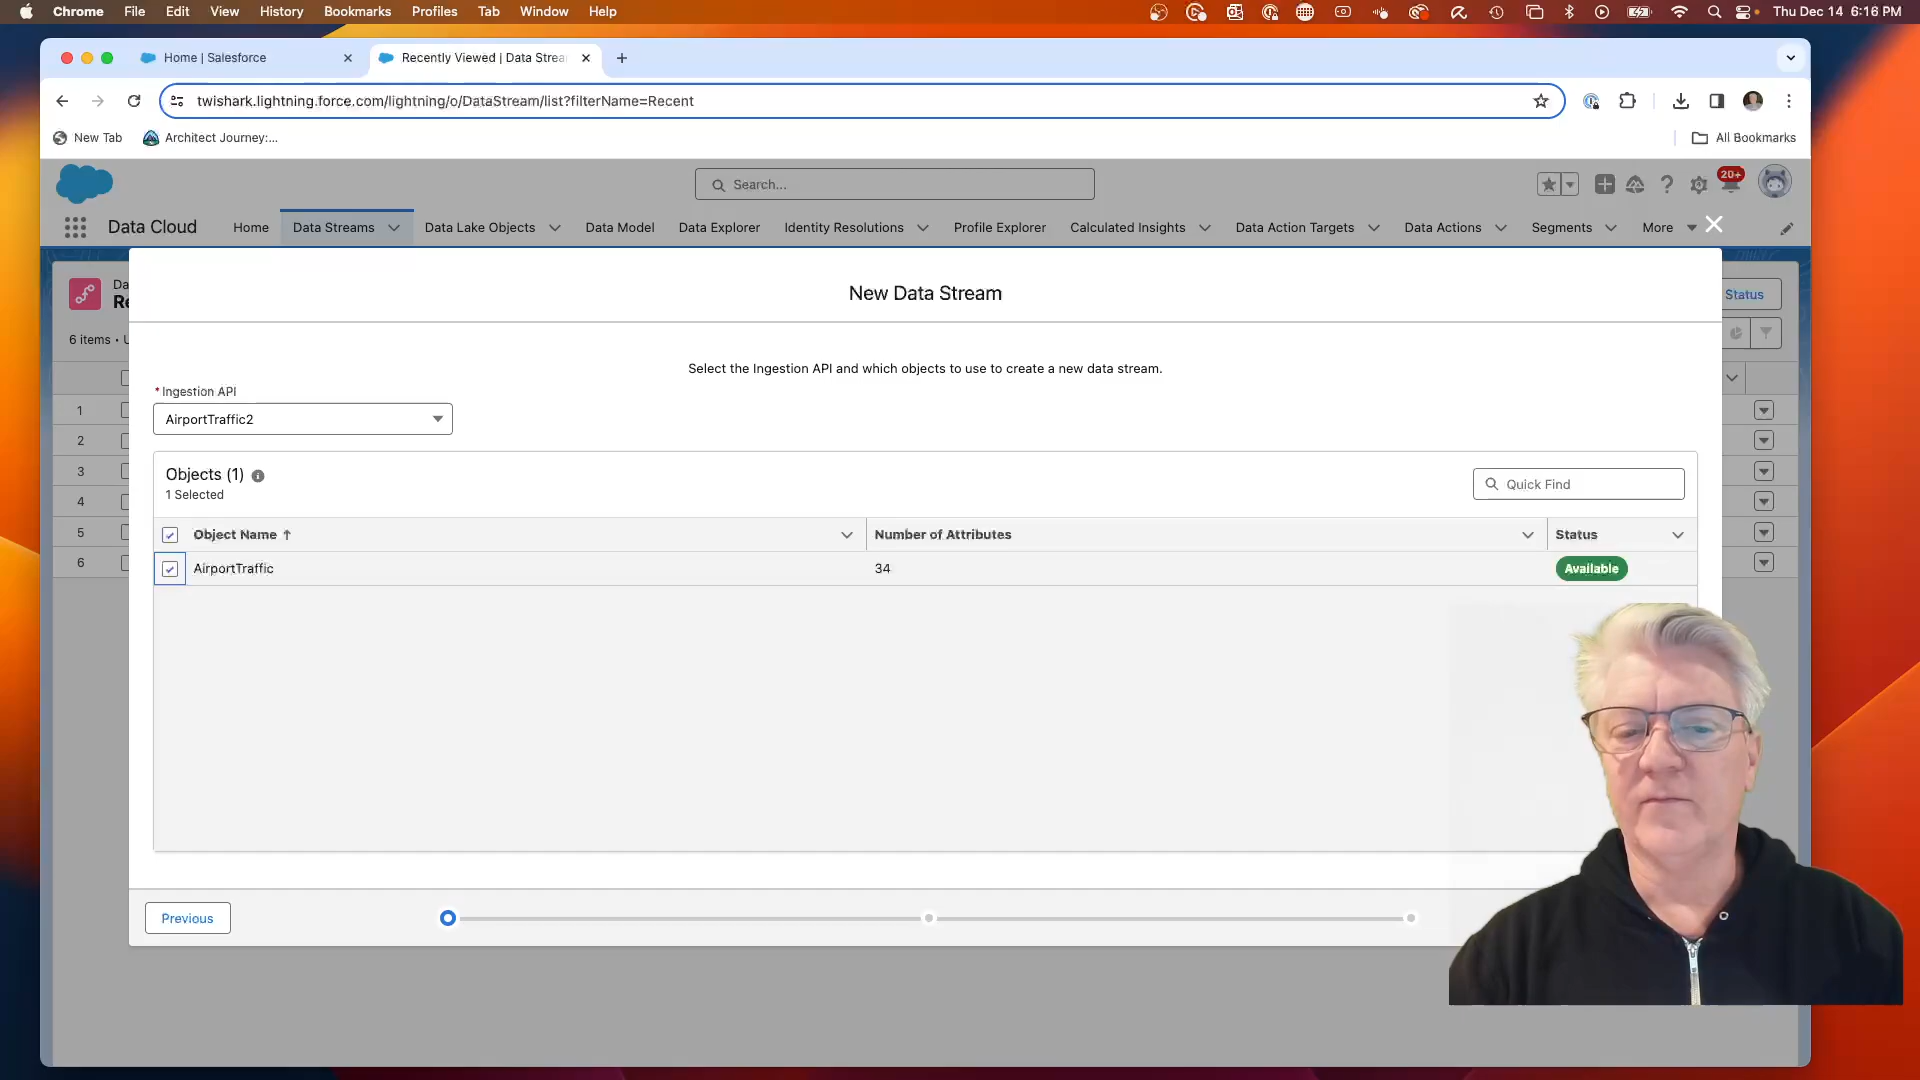 Chrome File Edit View History Bookmarks Profiles Tab Window Help Thu Dec 14 6:16 PM
Home | Salesforce Recently Viewed | Data Strea
twishark.lightning.force.com/lightning/o/DataStream/list?filterName=Recent
New Tab Architect Journey:... All Bookmarks
Search... 20+
Data Cloud Home Data Streams Data Lake Objects Data Model Data Explorer Identity Resolutions Profile Explorer Calculated Insights Data Action Targets Data Actions Segments More
New Data Stream
Da
Re
Status
6 items • U
Select the Ingestion API and which objects to use to create a new data stream.
* Ingestion API
AirportTraffic2
Objects (1)
1 Selected
Quick Find
Object Name ↑ Number of Attributes Status
AirportTraffic 34 Available
1
2
3
4
5
6
Previous